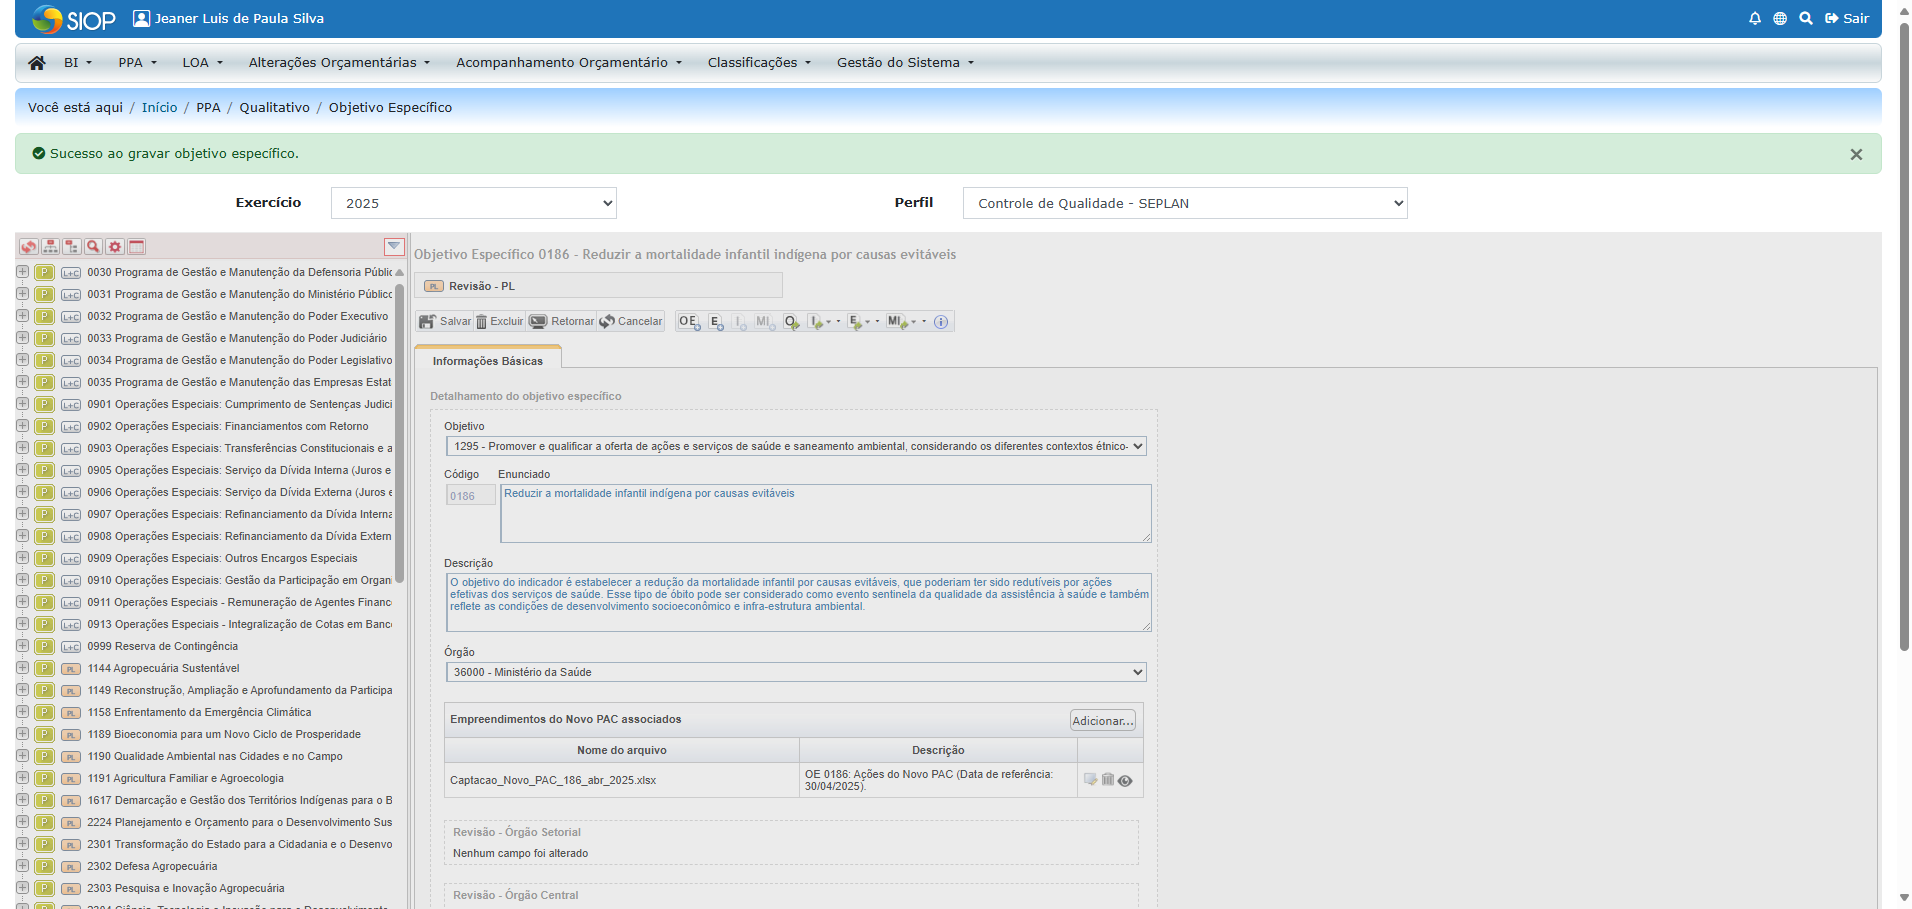 SIOP Jeaner Luis de Paula Silva Sair
BI PPA LOA Alterações Orçamentárias Acompanhamento Orçamentário Classificações Gestão do Sistema
Você está aqui / Início / PPA / Qualitativo / Objetivo Específico
Sucesso ao gravar objetivo específico. ×
Exercício 2025 Perfil Controle de Qualidade - SEPLAN
P L+C 0030 Programa de Gestão e Manutenção da Defensoria Públic
P L+C 0031 Programa de Gestão e Manutenção do Ministério Público
P L+C 0032 Programa de Gestão e Manutenção do Poder Executivo
P L+C 0033 Programa de Gestão e Manutenção do Poder Judiciário
P L+C 0034 Programa de Gestão e Manutenção do Poder Legislativo
P L+C 0035 Programa de Gestão e Manutenção das Empresas Estat
P L+C 0901 Operações Especiais: Cumprimento de Sentenças Judici
P L+C 0902 Operações Especiais: Financiamentos com Retorno
P L+C 0903 Operações Especiais: Transferências Constitucionais e a
P L+C 0905 Operações Especiais: Serviço da Dívida Interna (Juros e
P L+C 0906 Operações Especiais: Serviço da Dívida Externa (Juros e
P L+C 0907 Operações Especiais: Refinanciamento da Dívida Interna
P L+C 0908 Operações Especiais: Refinanciamento da Dívida Extern
P L+C 0909 Operações Especiais: Outros Encargos Especiais
P L+C 0910 Operações Especiais: Gestão da Participação em Organ
P L+C 0911 Operações Especiais - Remuneração de Agentes Financ
P L+C 0913 Operações Especiais - Integralização de Cotas em Banc
P L+C 0999 Reserva de Contingência
P PL 1144 Agropecuária Sustentável
P PL 1149 Reconstrução, Ampliação e Aprofundamento da Participa
P PL 1158 Enfrentamento da Emergência Climática
P PL 1189 Bioeconomia para um Novo Ciclo de Prosperidade
P PL 1190 Qualidade Ambiental nas Cidades e no Campo
P PL 1191 Agricultura Familiar e Agroecologia
P PL 1617 Demarcação e Gestão dos Territórios Indígenas para o B
P PL 2224 Planejamento e Orçamento para o Desenvolvimento Sus
P PL 2301 Transformação do Estado para a Cidadania e o Desenvo
P PL 2302 Defesa Agropecuária
P PL 2303 Pesquisa e Inovação Agropecuária
Objetivo Específico 0186 - Reduzir a mortalidade infantil indígena por causas evitáveis
PL Revisão - PL
Salvar Excluir Retornar Cancelar OE E I MI O I E MI
Informações Básicas
Detalhamento do objetivo específico
Objetivo
1295 - Promover e qualificar a oferta de ações e serviços de saúde e saneamento ambiental, considerando os diferentes contextos étnico-
Código Enunciado
0186 Reduzir a mortalidade infantil indígena por causas evitáveis
Descrição
O objetivo do indicador é estabelecer a redução da mortalidade infantil por causas evitáveis, que poderiam ter sido redutíveis por ações
efetivas dos serviços de saúde. Esse tipo de óbito pode ser considerado como evento sentinela da qualidade da assistência à saúde e também
reflete as condições de desenvolvimento socioeconômico e infra-estrutura ambiental.
Órgão
36000 - Ministério da Saúde
Empreendimentos do Novo PAC associados Adicionar...
Nome do arquivo Descrição
Captacao_Novo_PAC_186_abr_2025.xlsx OE 0186: Ações do Novo PAC (Data de referência:
30/04/2025).
Revisão - Órgão Setorial
Nenhum campo foi alterado
Revisão - Órgão Central